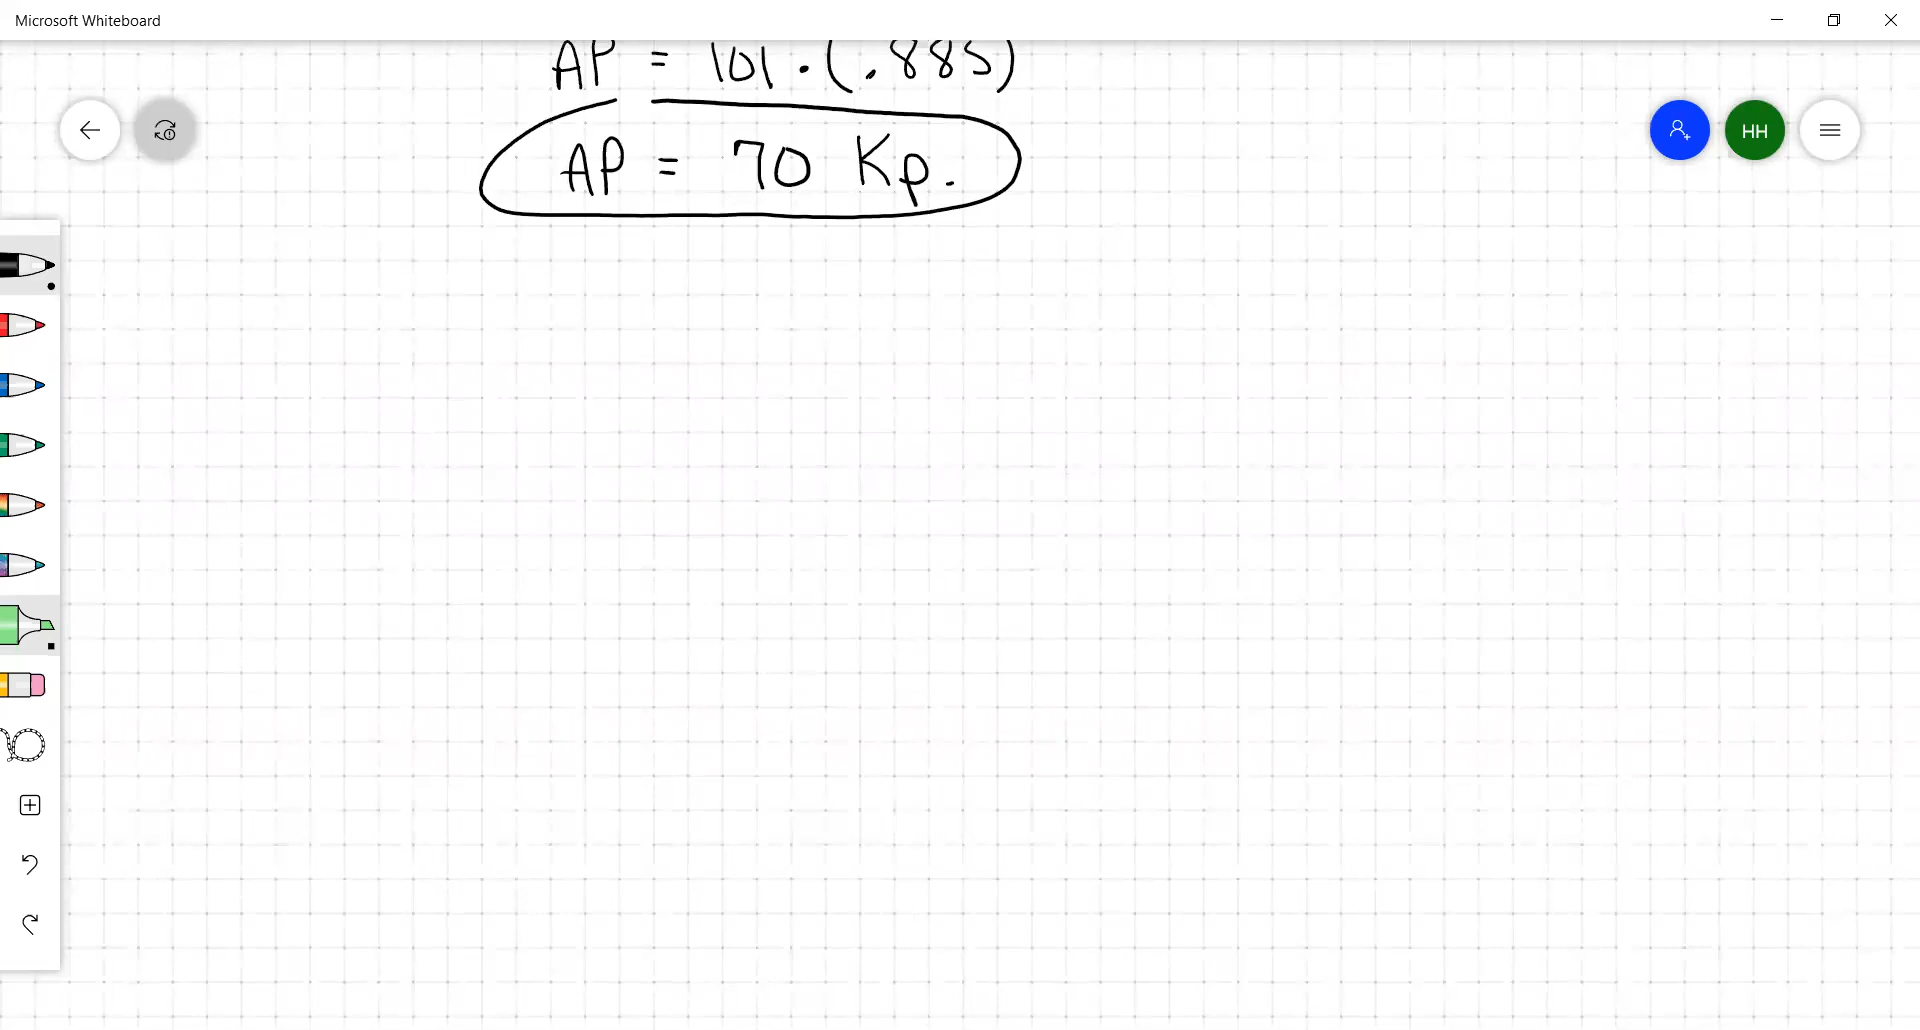 Microsoft Whiteboard
AP = 101 · (.885)
HH
AP = 70 Kp.